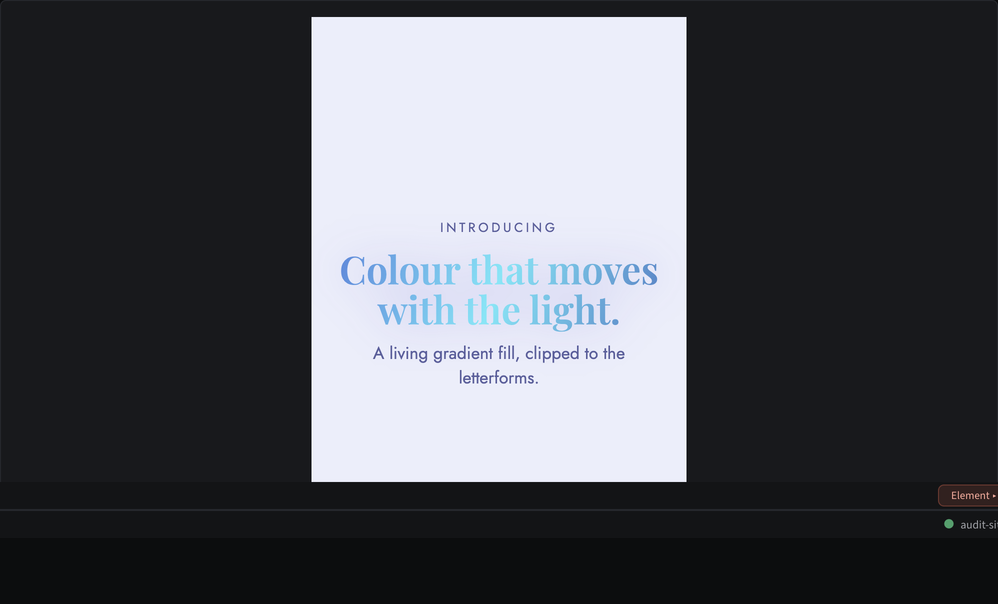 INTRODUCING
Colour that moves
with the light.
A living gradient fill, clipped to the
letterforms.
Element